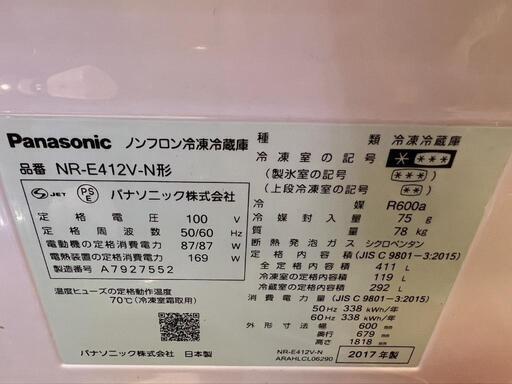 Panasonic ノンフロン冷凍冷蔵庫
品番 NR-E412V-N形
JET PS E パナソニック株式会社
定格電圧 100 V
定格周波数 50/60 Hz
電動機の定格消費電力 87/87 W
電熱装置の定格消費電力 169 W
製造番号 A7927552
温度ヒューズの定格動作温度
70℃(冷凍室霜取用)
パナソニック株式会社 日本製
種類 冷凍冷蔵庫
冷凍室の記号
(製氷室の記号)
(上段冷凍室の記号)
冷媒 R600a
冷媒封入量 75 g
質量 78 kg
断熱発泡ガス シクロペンタン
定格内容積 (JIS C 9801-3:2015)
全定格内容積 411 L
冷凍室の定格内容積 119 L
冷蔵室の定格内容積 292 L
消費電力量 (JIS C 9801-3:2015)
50Hz 338 kWh/年
60Hz 338 kWh/年
外形寸法 幅 600 mm
奥行 679 mm
高さ 1818 mm
NR-E412V-N
ARAHLCL06290
2017年製